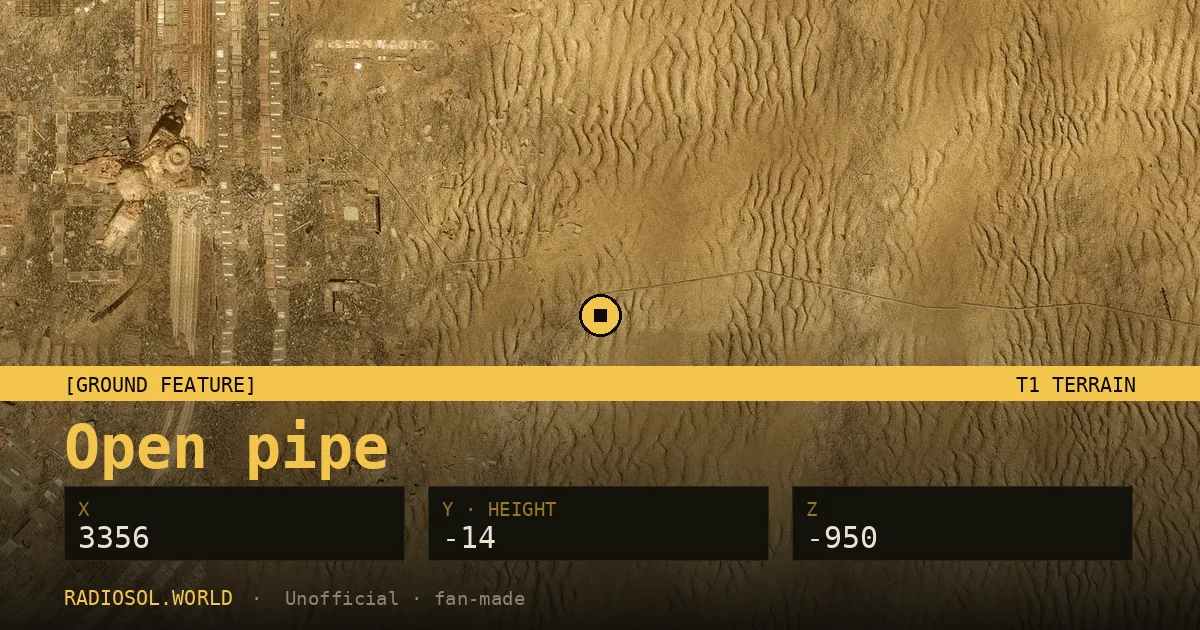 [GROUND FEATURE] T1 TERRAIN
Open pipe
X Y · HEIGHT Z
3356 -14 -950
RADIOSOL.WORLD · Unofficial · fan-made